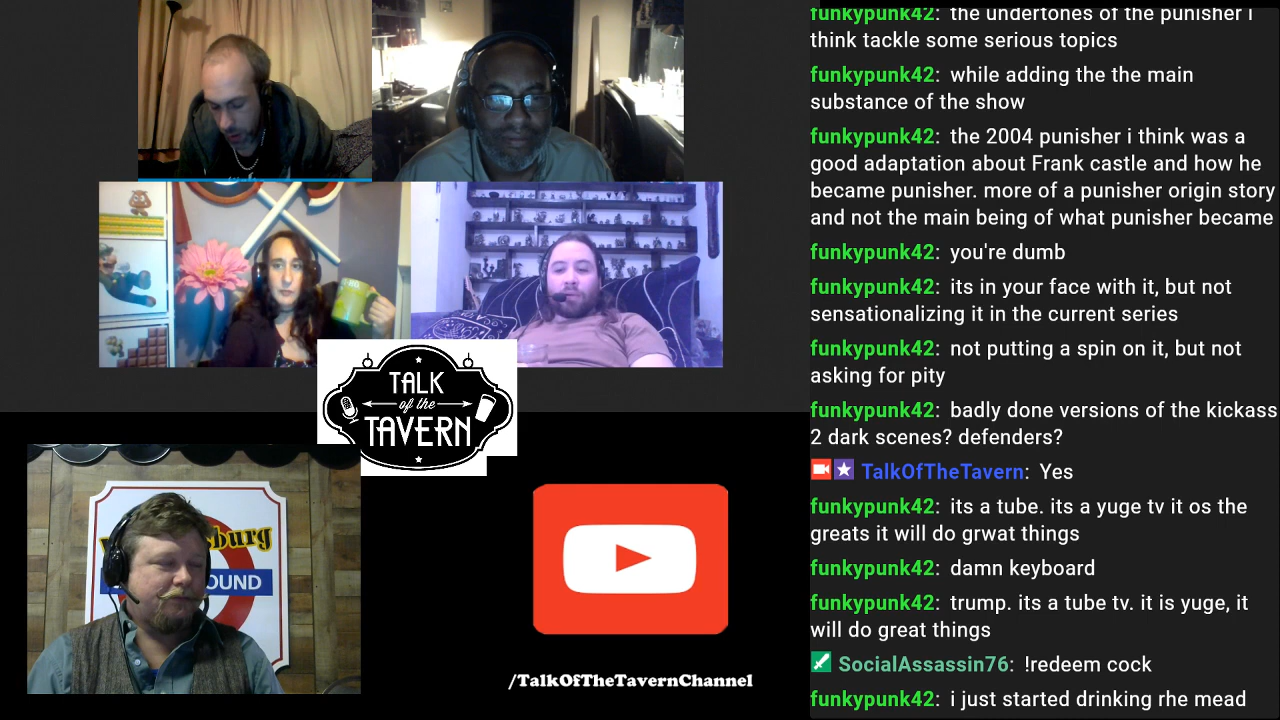 TALK
of the
TAVERN
burg
OUND
/TalkOfTheTavernChannel
funkypunk42: the undertones of the punisher i
think tackle some serious topics
funkypunk42: while adding the the main
substance of the show
funkypunk42: the 2004 punisher i think was a
good adaptation about Frank castle and how he
became punisher. more of a punisher origin story
and not the main being of what punisher became
funkypunk42: you're dumb
funkypunk42: its in your face with it, but not
sensationalizing it in the current series
funkypunk42: not putting a spin on it, but not
asking for pity
funkypunk42: badly done versions of the kickass
2 dark scenes? defenders?
TalkOfTheTavern: Yes
funkypunk42: its a tube. its a yuge tv it os the
greats it will do grwat things
funkypunk42: damn keyboard
funkypunk42: trump. its a tube tv. it is yuge, it
will do great things
SocialAssassin76: !redeem cock
funkypunk42: i just started drinking rhe mead